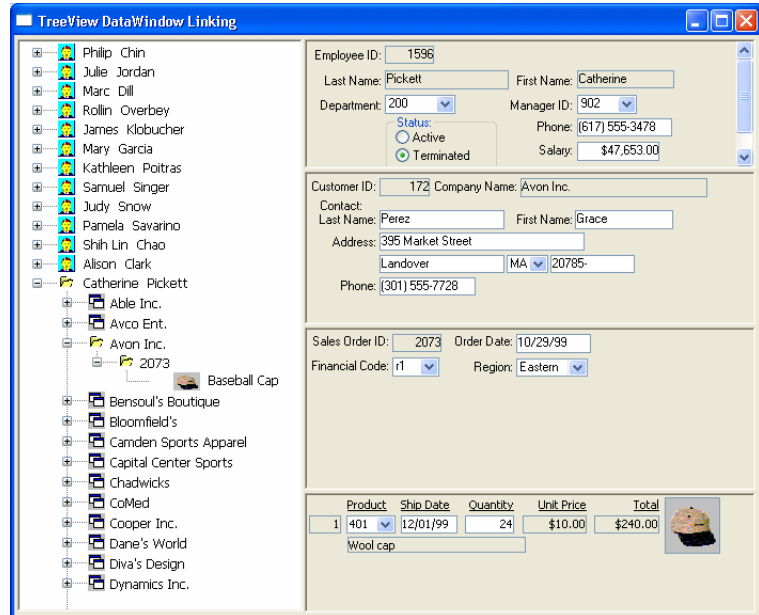 TreeView DataWindow Linking
Philip Chin
Julie Jordan
Marc Dill
Rollin Overbey
James Klobucher
Mary Garcia
Kathleen Poitras
Samuel Singer
Judy Snow
Pamela Savarino
Shih Lin Chao
Alison Clark
Catherine Pickett
Able Inc.
Avco Ent.
Avon Inc.
2073
Baseball Cap
Bensoul's Boutique
Bloomfield's
Camden Sports Apparel
Capital Center Sports
Chadwicks
CoMed
Cooper Inc.
Dane's World
Diva's Design
Dynamics Inc.
Employee ID: 1596
Last Name: Pickett First Name: Catherine
Department: 200 Manager ID: 902
Status: Phone: (617) 555-3478
Active
Terminated Salary: $47,653.00
Customer ID: 172 Company Name: Avon Inc.
Contact:
Last Name: Perez First Name: Grace
Address: 395 Market Street
Landover MA 20785-
Phone: (301) 555-7728
Sales Order ID: 2073 Order Date: 10/29/99
Financial Code: r1 Region: Eastern
Product Ship Date Quantity Unit Price Total
1 401 12/01/99 24 $10.00 $240.00
Wool cap